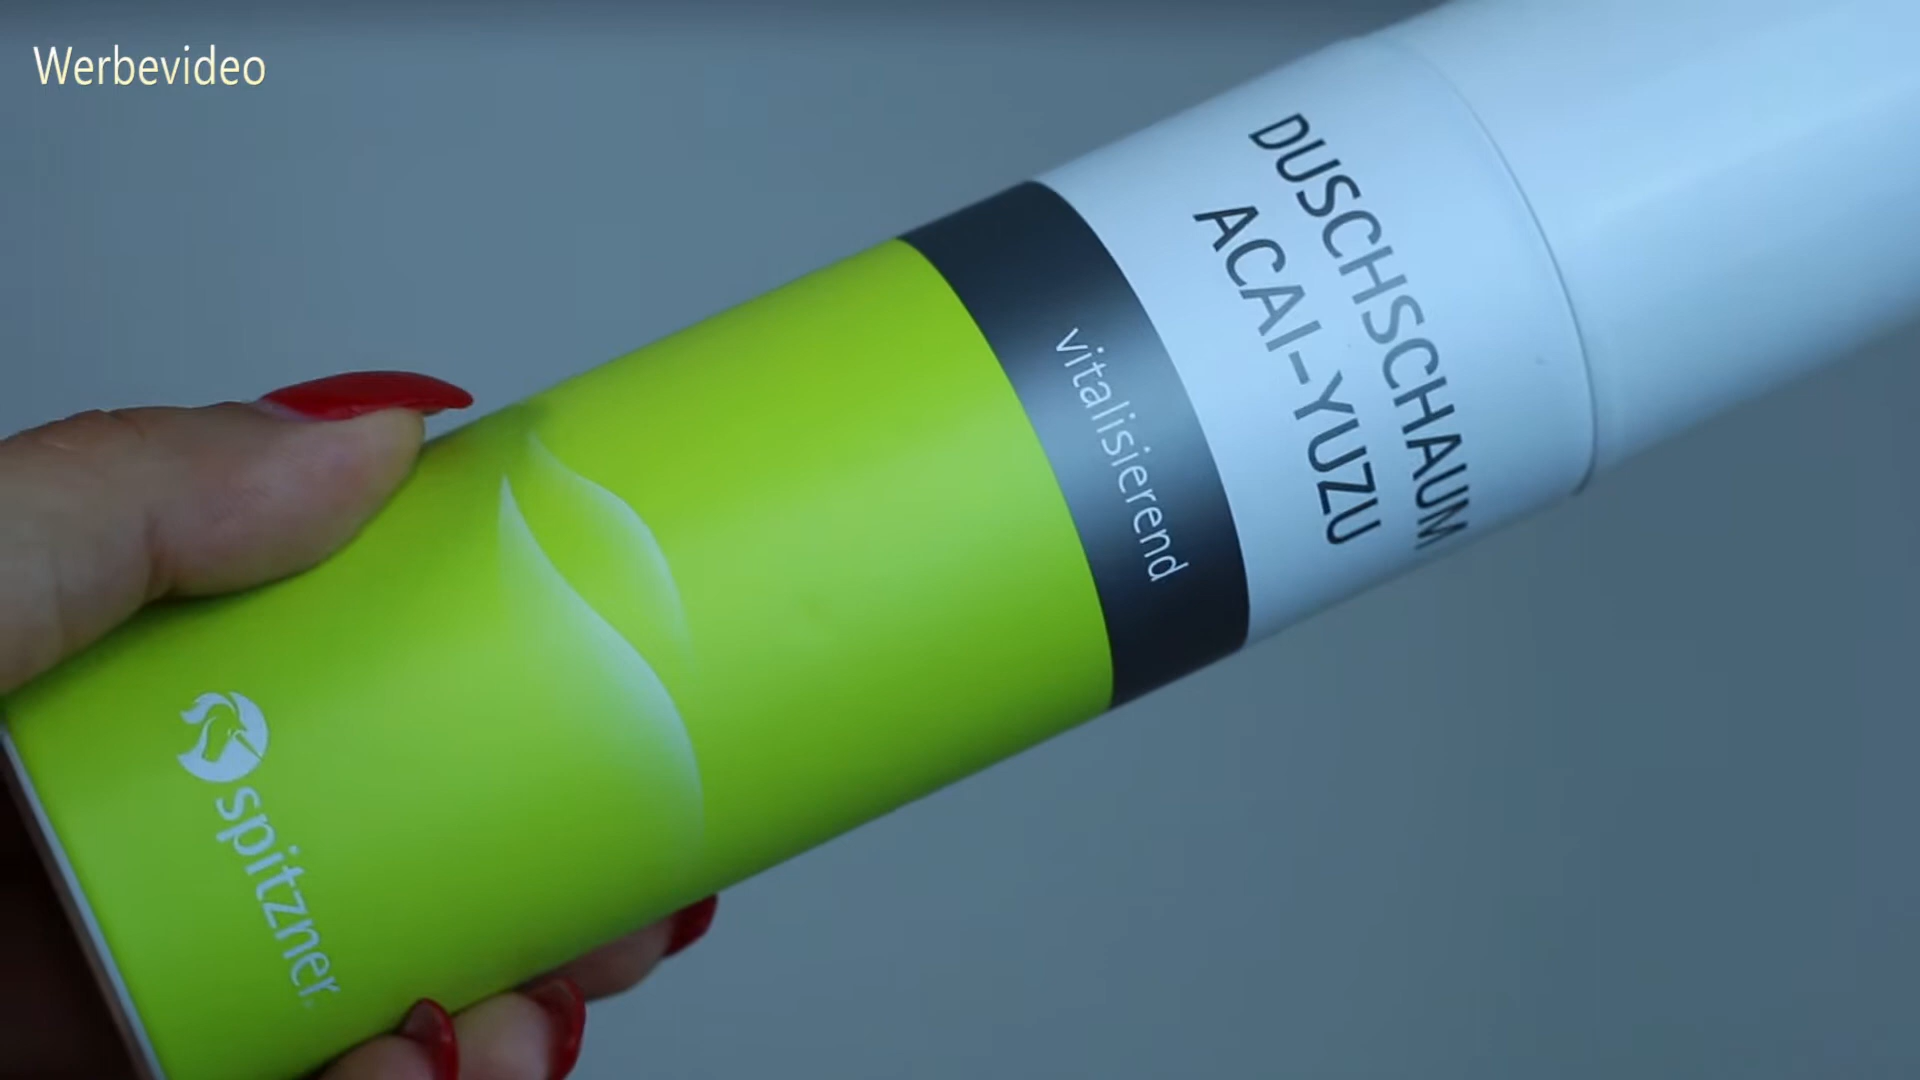 Werbevideo
DUSCHSCHAUM
ACAI-YUZU
vitalisierend
spitzner